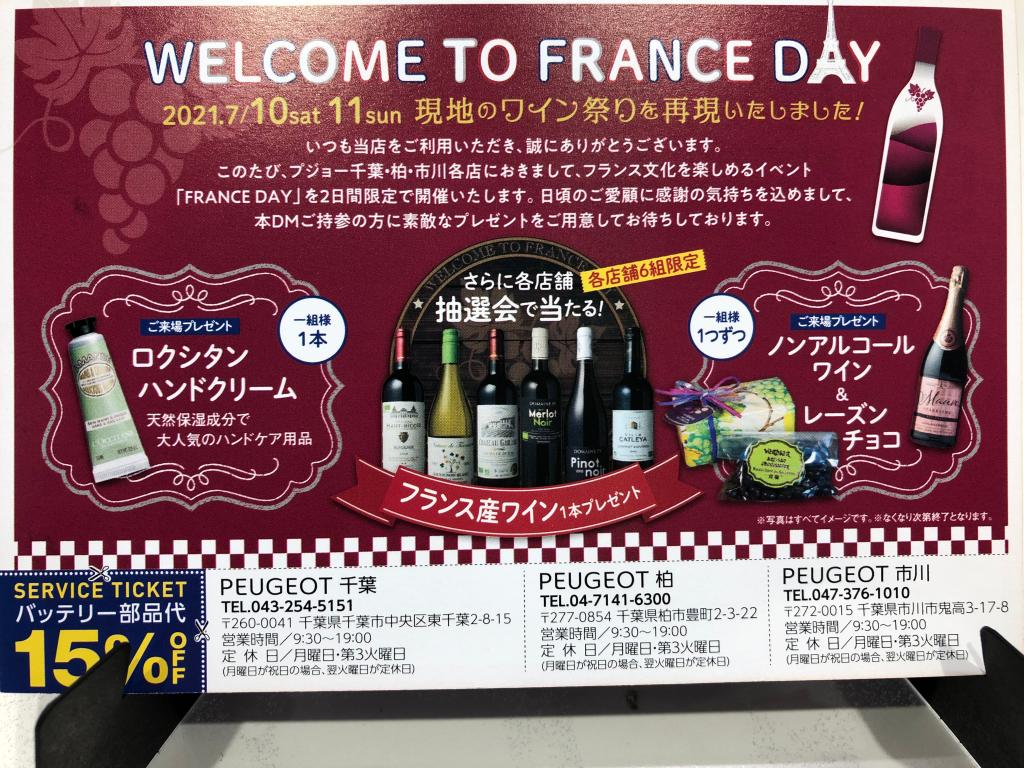 WELCOME TO FRANCE DAY
2021.7/10sat 11sun 現地のワイン祭りを再現いたしました!
いつも当店をご利用いただき、誠にありがとうございます。
このたび、プジョー千葉・柏・市川各店におきまして、フランス文化を楽しめるイベント
「FRANCE DAY」を2日間限定で開催いたします。日頃のご愛顧に感謝の気持ちを込めまして、
本DMご持参の方に素敵なプレゼントをご用意してお待ちしております。
WELCOME TO FRANCE
さらに各店舗
抽選会で当たる!
各店舗6組限定
ご来場プレゼント
一組様
1本
ロクシタン
ハンドクリーム
天然保湿成分で
大人気のハンドケア用品
Merlot
Noir
Pinot
noir
CATLEYA
フランス産ワイン1本プレゼント
一組様
1つずつ
ご来場プレゼント
ノンアルコール
ワイン
&
レーズン
チョコ
※写真はすべてイメージです。※なくなり次第終了となります。
SERVICE TICKET
バッテリー部品代
15%OFF
PEUGEOT 千葉
TEL.043-254-5151
〒260-0041 千葉県千葉市中央区東千葉2-8-15
営業時間/9:30~19:00
定 休 日/月曜日・第3火曜日
(月曜日が祝日の場合、翌火曜日が定休日)
PEUGEOT 柏
TEL.04-7141-6300
〒277-0854 千葉県柏市豊町2-3-22
営業時間/9:30~19:00
定 休 日/月曜日・第3火曜日
(月曜日が祝日の場合、翌火曜日が定休日)
PEUGEOT 市川
TEL.047-376-1010
〒272-0015 千葉県市川市鬼高3-17-8
営業時間/9:30~19:00
定 休 日/月曜日・第3火曜日
(月曜日が祝日の場合、翌火曜日が定休日)